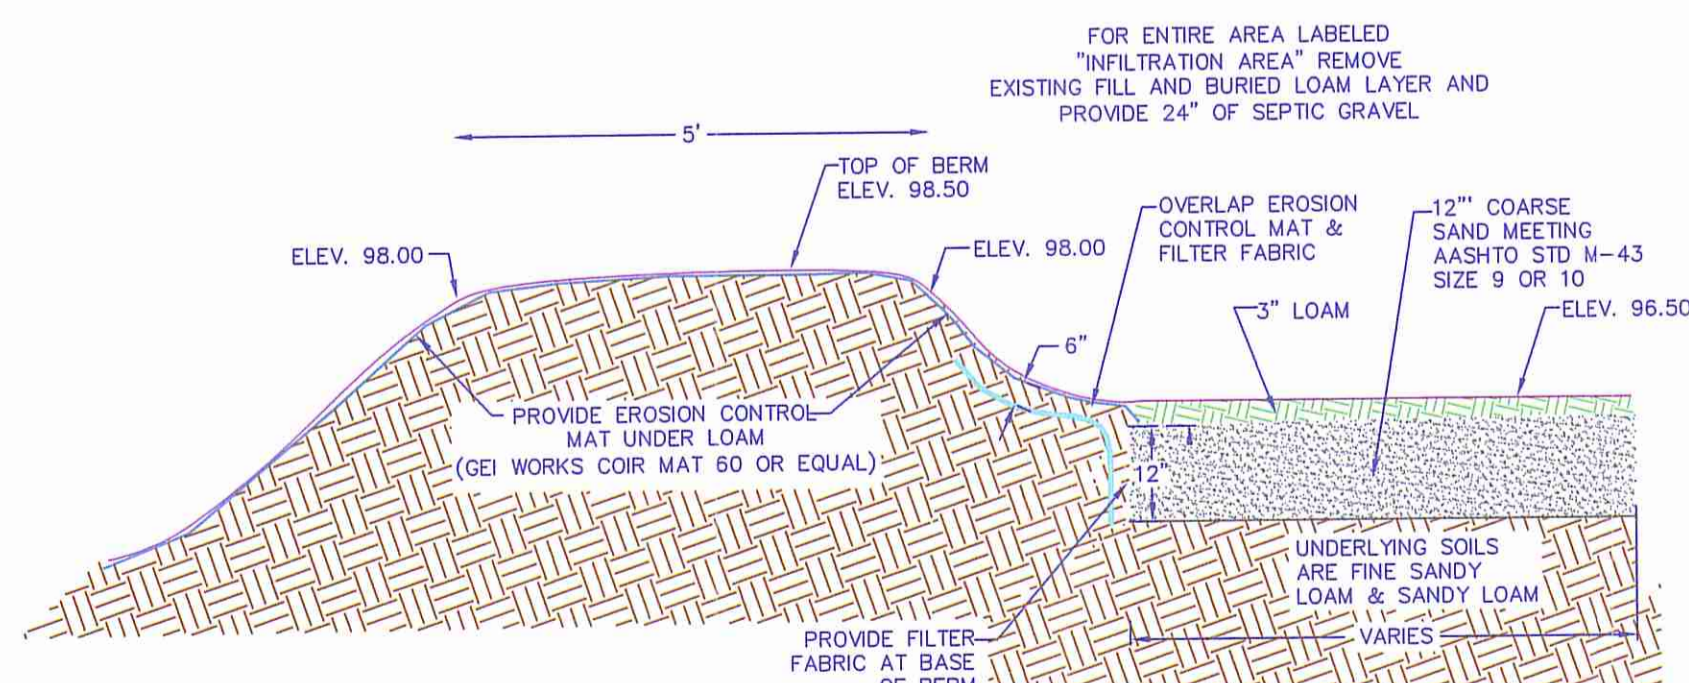 FOR ENTIRE AREA LABELED
"INFILTRATION AREA" REMOVE
EXISTING FILL AND BURIED LOAM LAYER AND
PROVIDE 24" OF SEPTIC GRAVEL
5'
TOP OF BERM
ELEV. 98.50
ELEV. 98.00
ELEV. 98.00
OVERLAP EROSION
CONTROL MAT &
FILTER FABRIC
12"' COARSE
SAND MEETING
AASHTO STD M-43
SIZE 9 OR 10
3" LOAM
ELEV. 96.50
6"
PROVIDE EROSION CONTROL
MAT UNDER LOAM
(GEI WORKS COIR MAT 60 OR EQUAL)
12"
UNDERLYING SOILS
ARE FINE SANDY
LOAM & SANDY LOAM
VARIES
PROVIDE FILTER
FABRIC AT BASE
OF BERM